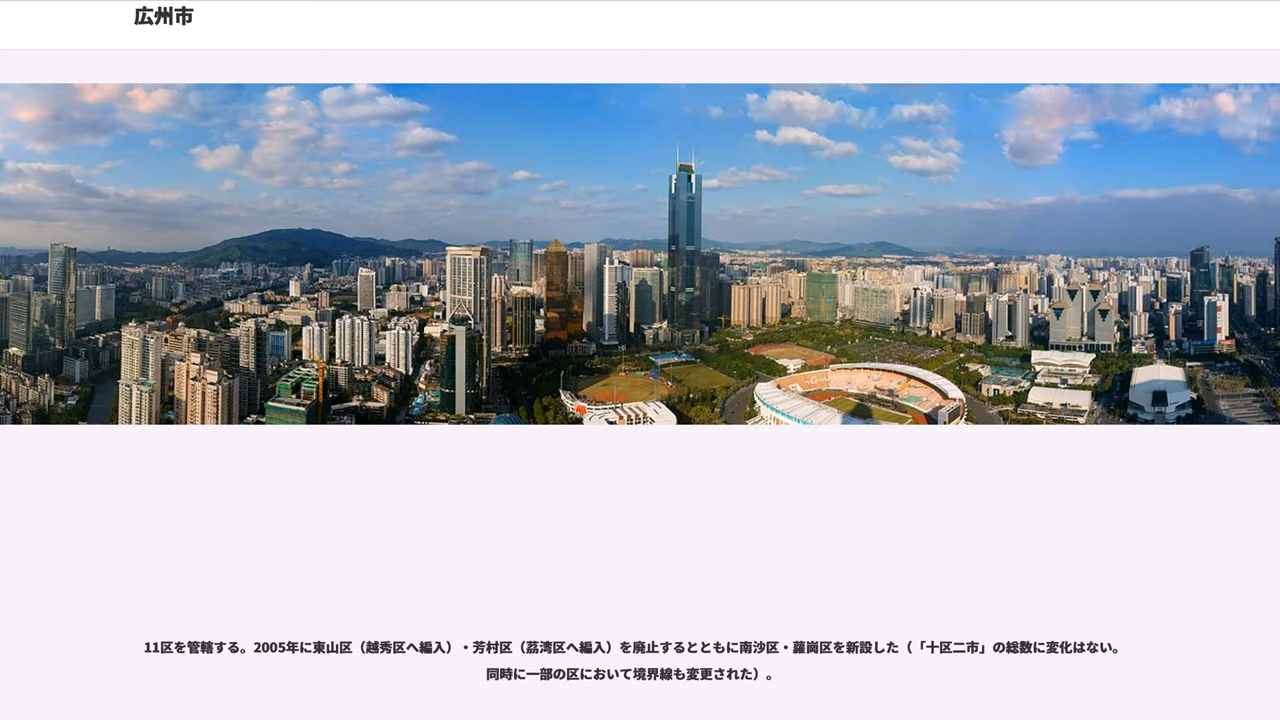 広州市
11区を管轄する。2005年に東山区（越秀区へ編入）・芳村区（荔湾区へ編入）を廃止するとともに南沙区・蘿崗区を新設した（「十区二市」の総数に変化はない。
同時に一部の区において境界線も変更された）。